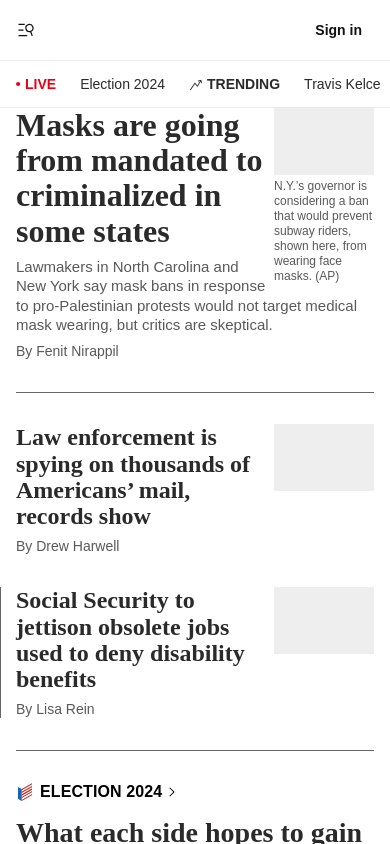 Sign in
LIVE
Election 2024
TRENDING
Travis Kelce
Masks are going
from mandated to
criminalized in
some states
N.Y.’s governor is
considering a ban
that would prevent
subway riders,
shown here, from
wearing face
masks. (AP)
Lawmakers in North Carolina and
New York say mask bans in response
to pro-Palestinian protests would not target medical
mask wearing, but critics are skeptical.
By Fenit Nirappil
Law enforcement is
spying on thousands of
Americans’ mail,
records show
By Drew Harwell
Social Security to
jettison obsolete jobs
used to deny disability
benefits
By Lisa Rein
ELECTION 2024
What each side hopes to gain